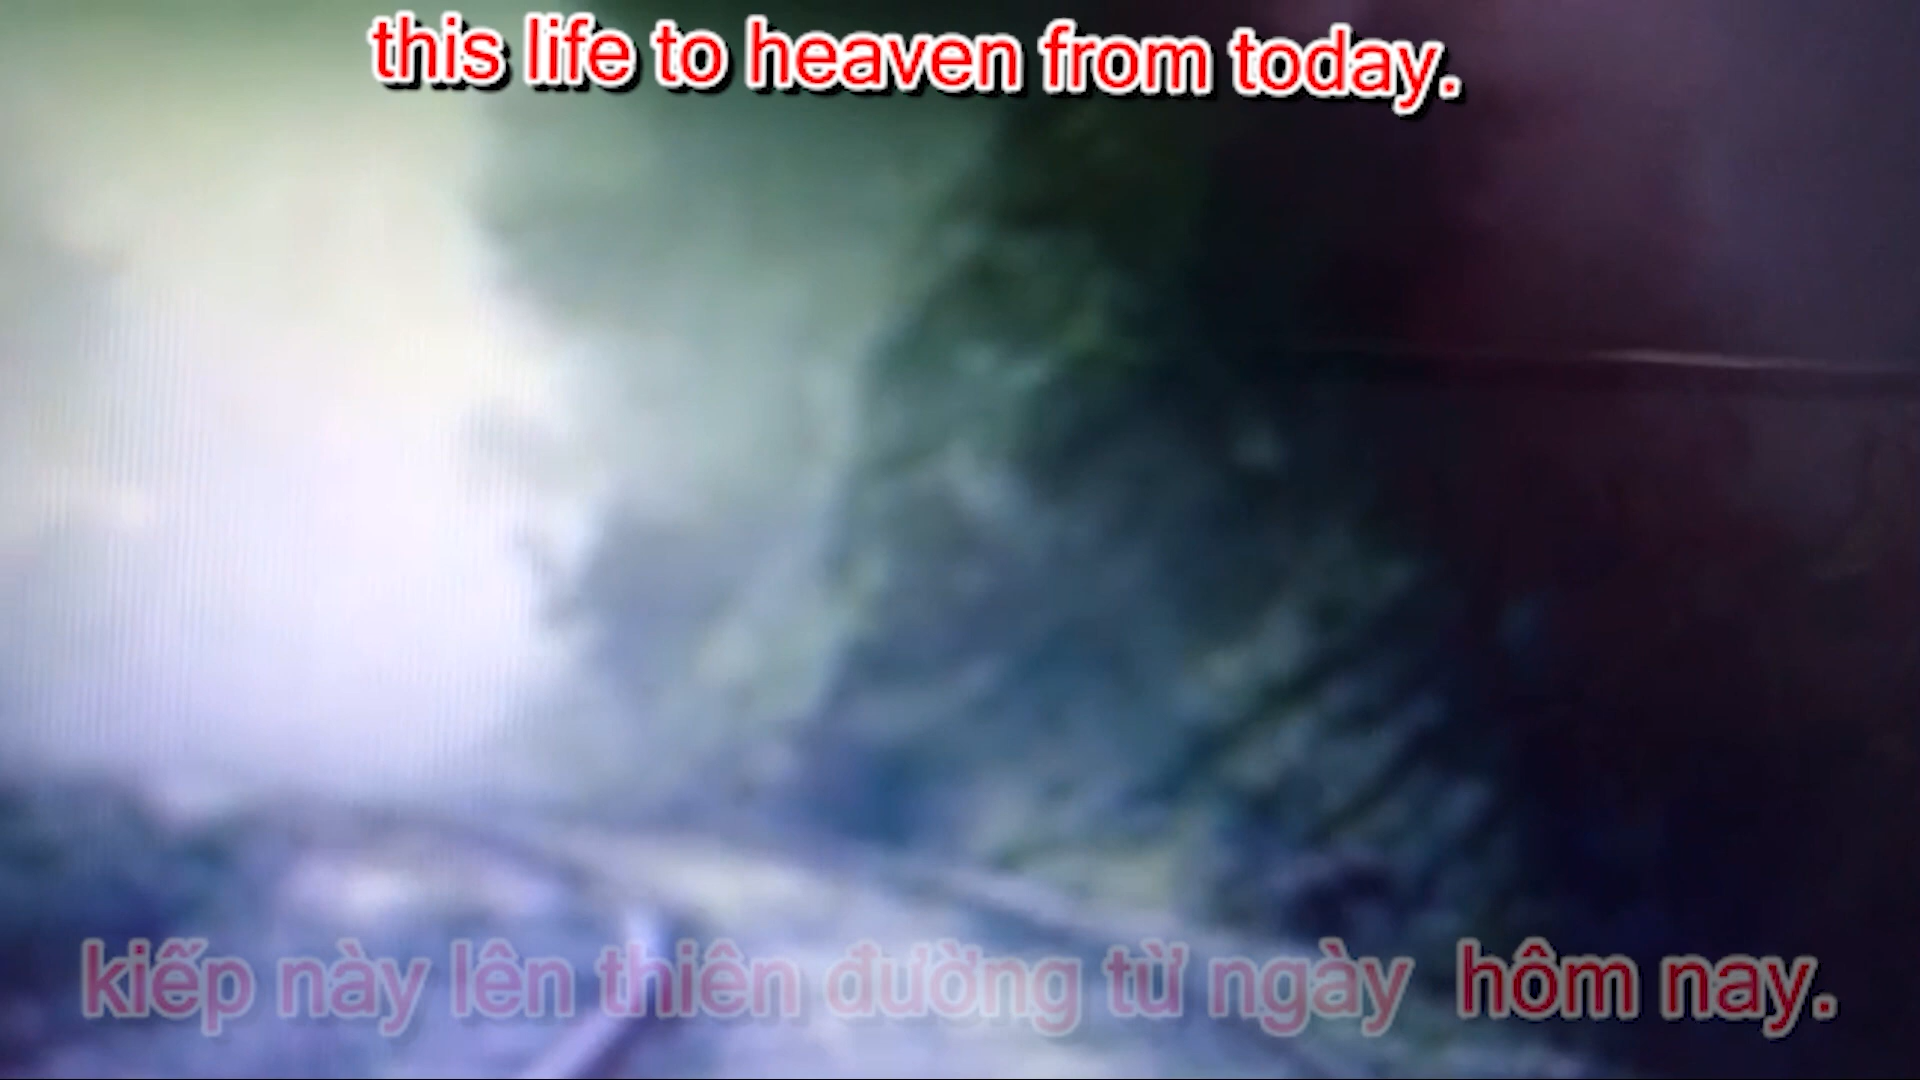 this life to heaven from today.
kiếp này lên thiên đường từ ngày hôm nay.